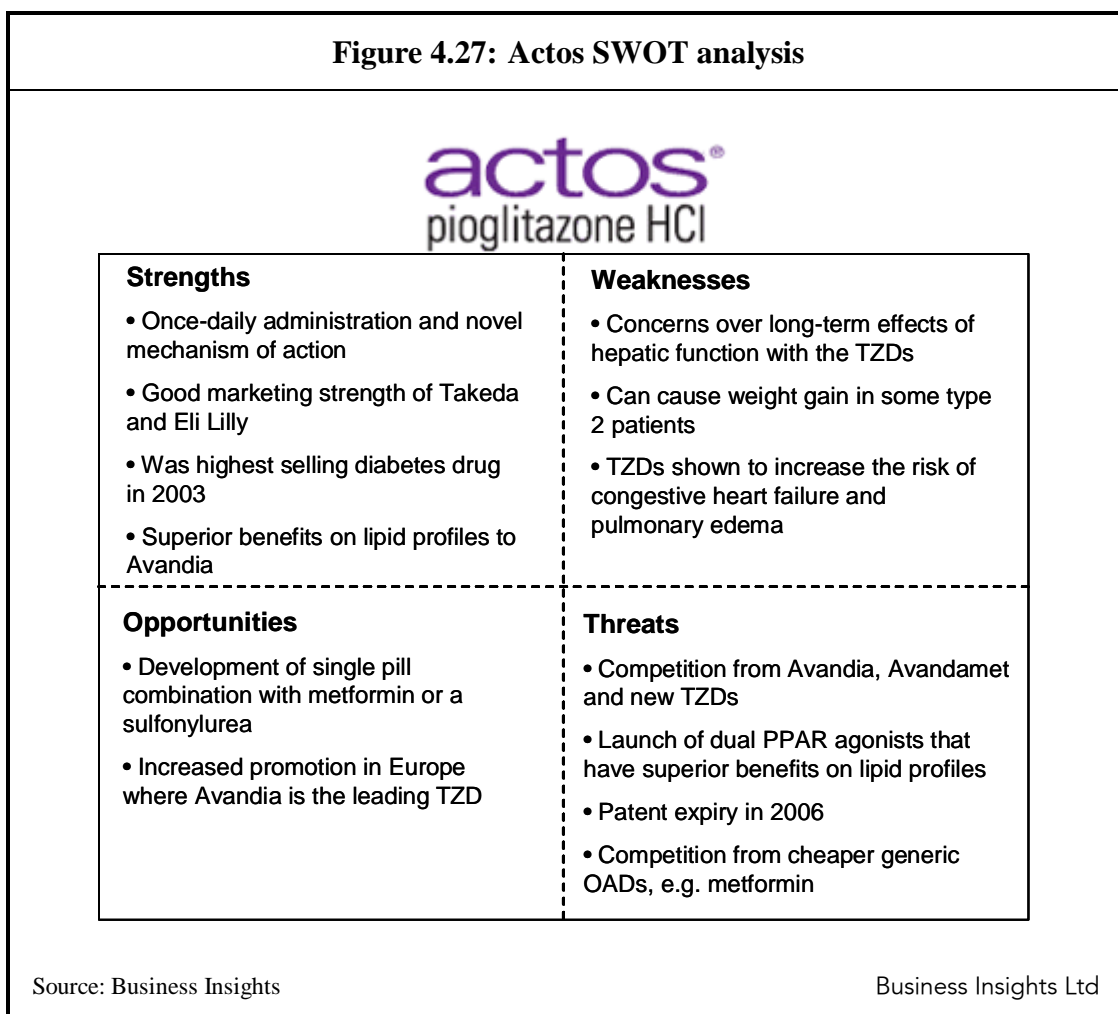 Figure 4.27: Actos SWOT analysis
actos®
pioglitazone HCl
Strengths
• Once-daily administration and novel
mechanism of action
• Good marketing strength of Takeda
and Eli Lilly
• Was highest selling diabetes drug
in 2003
• Superior benefits on lipid profiles to
Avandia
Weaknesses
• Concerns over long-term effects of
hepatic function with the TZDs
• Can cause weight gain in some type
2 patients
• TZDs shown to increase the risk of
congestive heart failure and
pulmonary edema
Opportunities
• Development of single pill
combination with metformin or a
sulfonylurea
• Increased promotion in Europe
where Avandia is the leading TZD
Threats
• Competition from Avandia, Avandamet
and new TZDs
• Launch of dual PPAR agonists that
have superior benefits on lipid profiles
• Patent expiry in 2006
• Competition from cheaper generic
OADs, e.g. metformin
Source: Business Insights
Business Insights Ltd